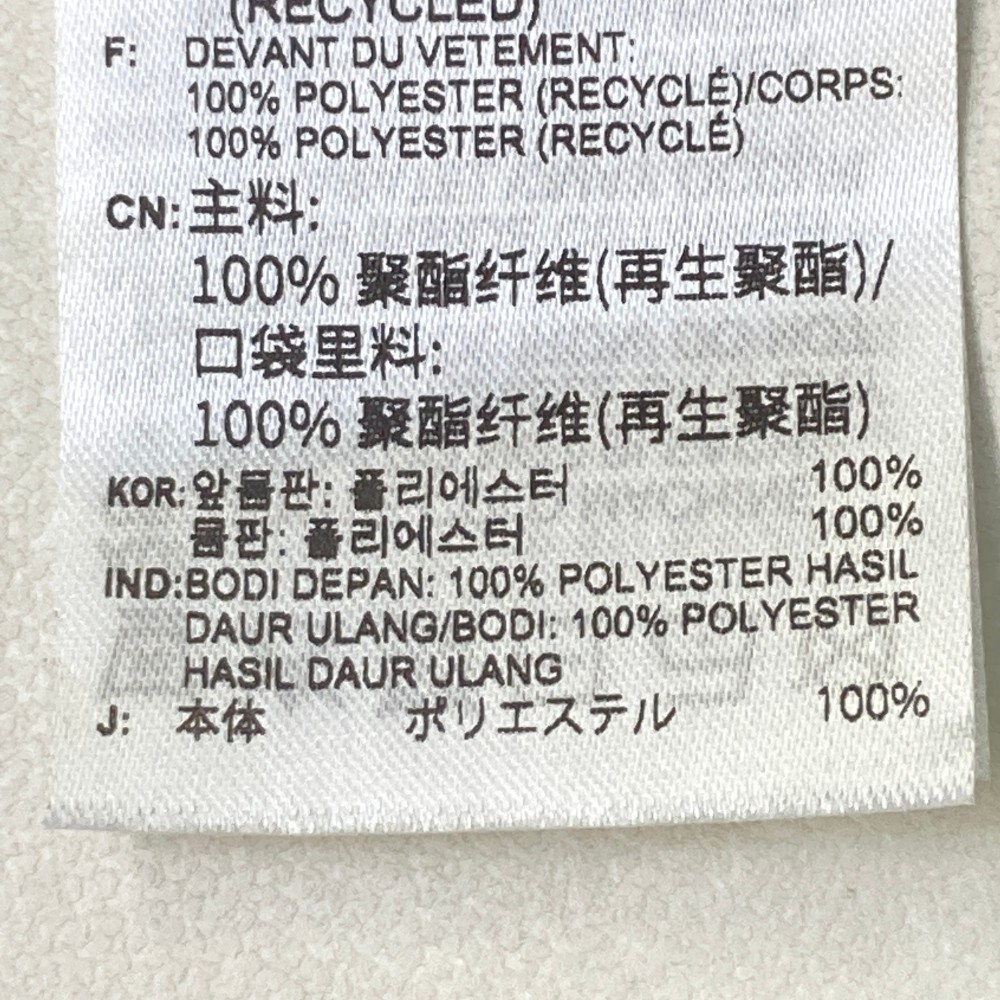 (RECYCLED)
F: DEVANT DU VETEMENT:
100% POLYESTER (RECYCLÉ)/CORPS:
100% POLYESTER (RECYCLÉ)
CN: 主料:
100% 聚酯纤维(再生聚酯)/
口袋里料:
100% 聚酯纤维(再生聚酯)
KOR: 앞몸판: 폴리에스터 100%
몸판: 폴리에스터 100%
IND: BODI DEPAN: 100% POLYESTER HASIL
DAUR ULANG/BODI: 100% POLYESTER
HASIL DAUR ULANG
J: 本体 ポリエステル 100%